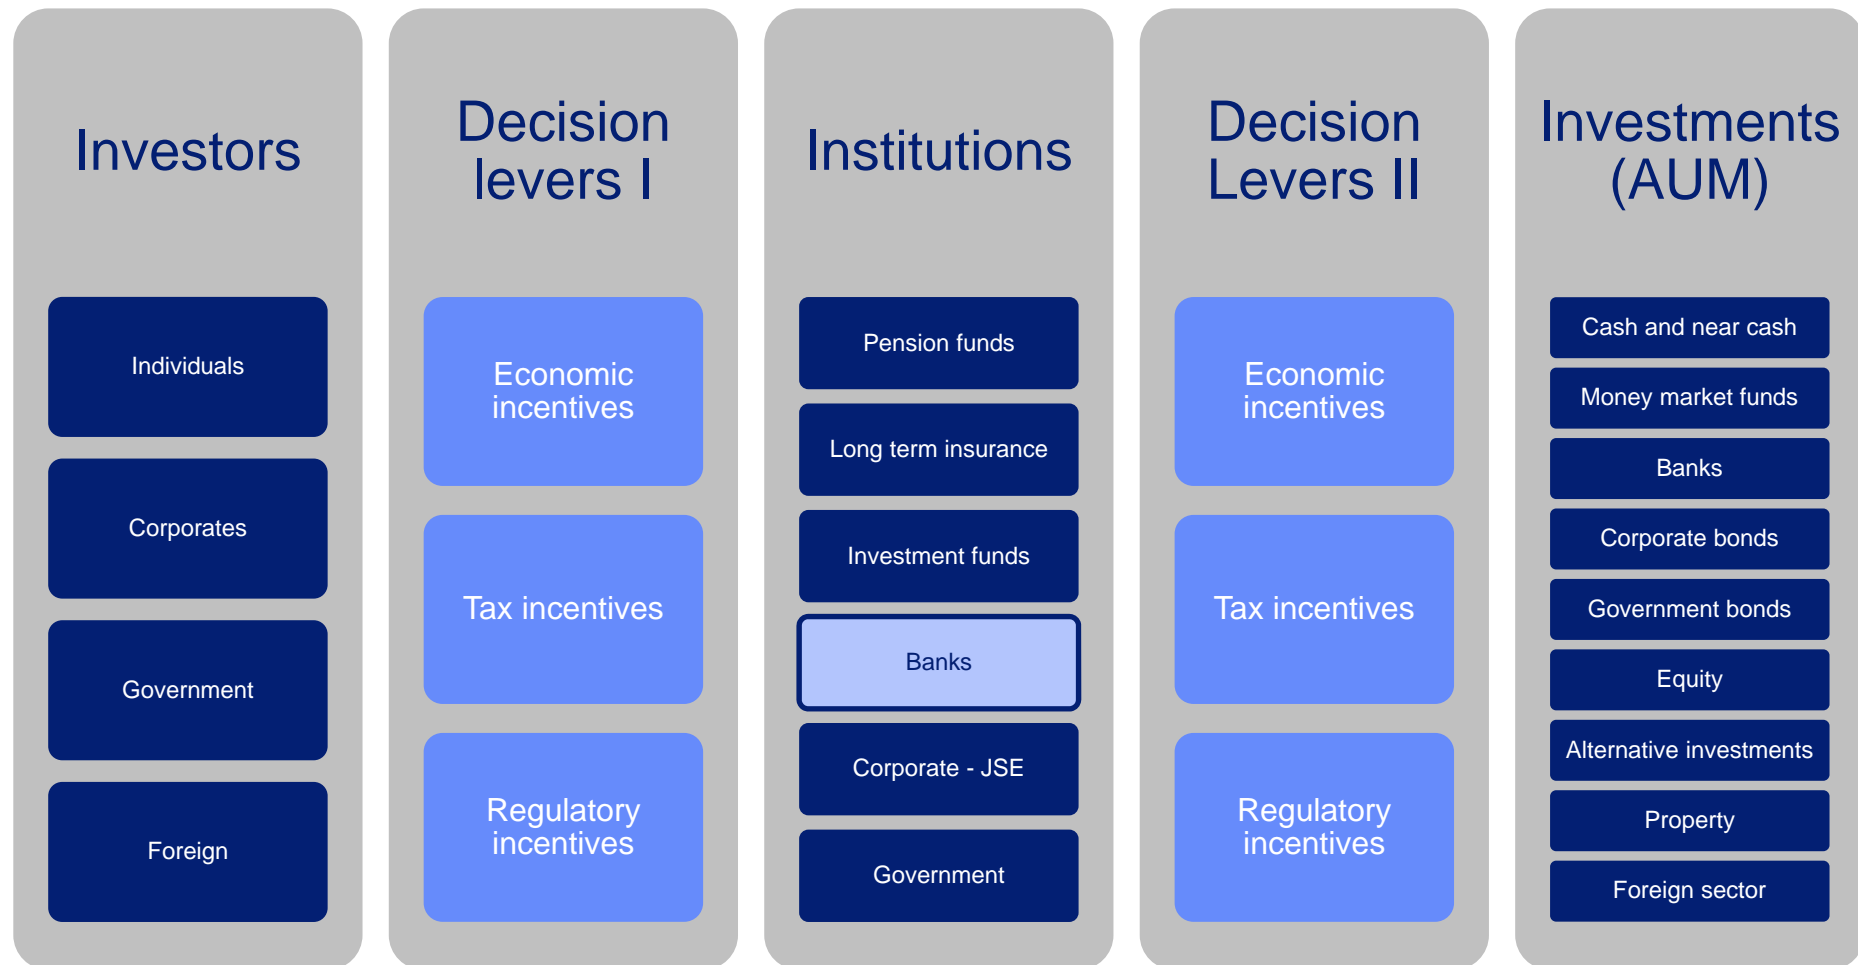 Investors
Individuals
Corporates
Government
Foreign
Decision
levers I
Economic
incentives
Tax incentives
Regulatory
incentives
Institutions
Pension funds
Long term insurance
Investment funds
Banks
Corporate - JSE
Government
Decision
Levers II
Economic
incentives
Tax incentives
Regulatory
incentives
Investments
(AUM)
Cash and near cash
Money market funds
Banks
Corporate bonds
Government bonds
Equity
Alternative investments
Property
Foreign sector